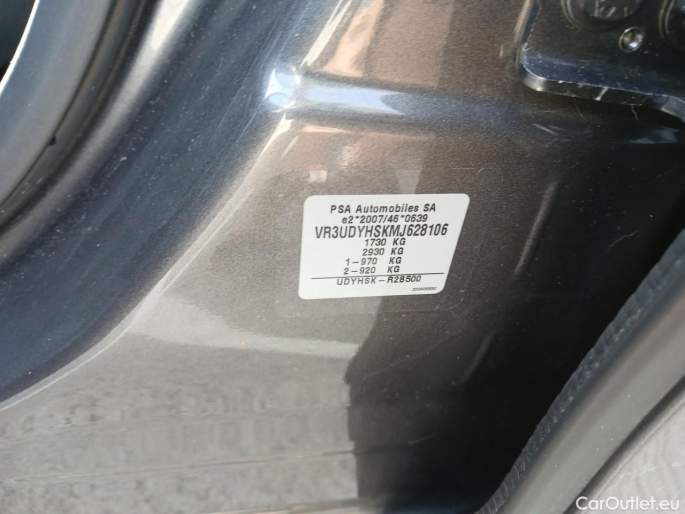 PSA Automobiles SA
e2*2007/46*0639
VR3UDYHSKMJ628106
1730 KG
2930 KG
1-970 KG
2-920 KG
UDYHSK-R28500
CarOutlet.eu